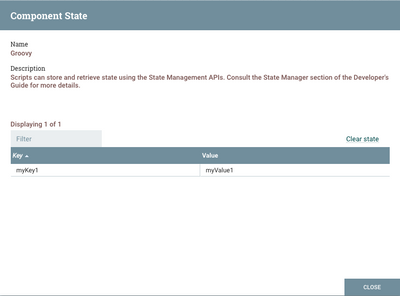 Component State
Name
Groovy
Description
Scripts can store and retrieve state using the State Management APIs. Consult the State Manager section of the Developer's
Guide for more details.
Displaying 1 of 1
Filter
Clear state
Key Value
myKey1 myValue1
CLOSE